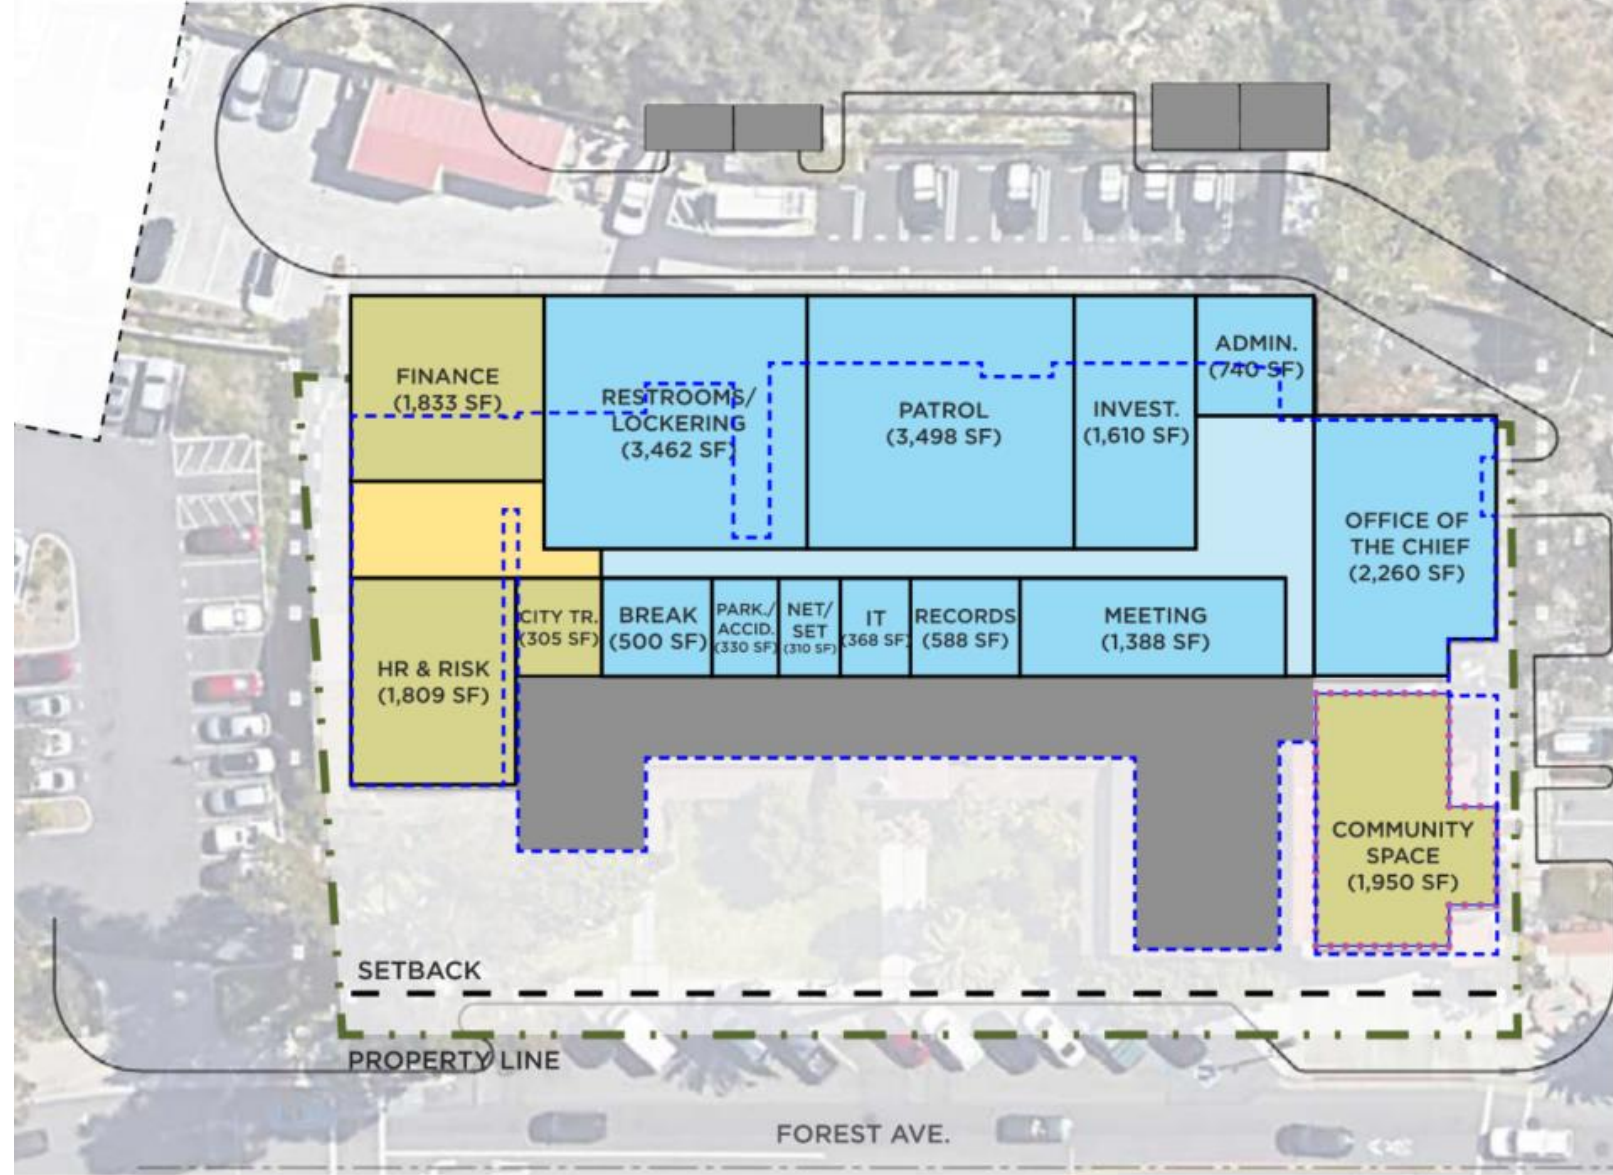 FINANCE
(1,833 SF)
RESTROOMS/
LOCKERING
(3,462 SF)
PATROL
(3,498 SF)
INVEST.
(1,610 SF)
ADMIN.
(740 SF)
OFFICE OF
THE CHIEF
(2,260 SF)
HR & RISK
(1,809 SF)
CITY TR.
(305 SF)
BREAK
(500 SF)
PARK./
ACCID.
(330 SF)
NET/
SET
(310 SF)
IT
(368 SF)
RECORDS
(588 SF)
MEETING
(1,388 SF)
COMMUNITY
SPACE
(1,950 SF)
SETBACK
PROPERTY LINE
FOREST AVE.